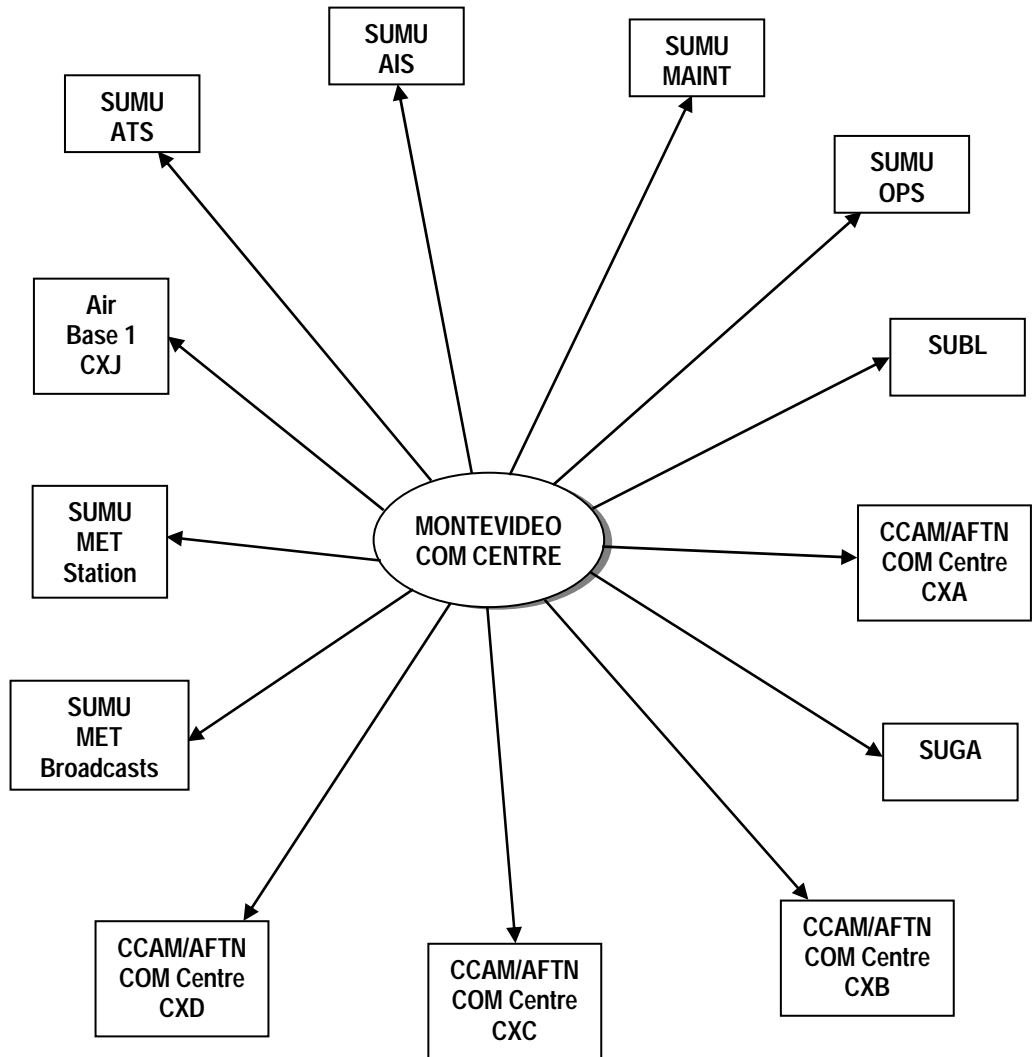 SUMU
AIS
SUMU
MAINT
SUMU
ATS
SUMU
OPS
Air
Base 1
CXJ
SUBL
SUMU
MET
Station
MONTEVIDEO
COM CENTRE
CCAM/AFTN
COM Centre
CXA
SUMU
MET
Broadcasts
SUGA
CCAM/AFTN
COM Centre
CXD
CCAM/AFTN
COM Centre
CXC
CCAM/AFTN
COM Centre
CXB